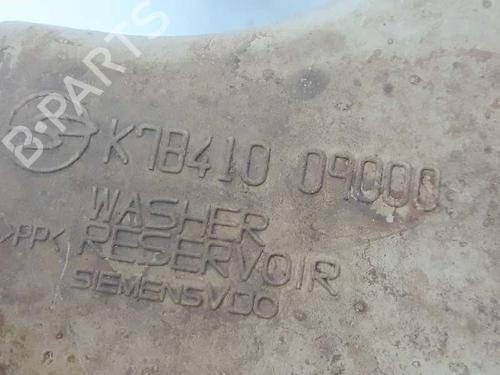 B-PARTS
K7B410 09000
WASHER
>PP< RESERVOIR
SIEMENSVDO